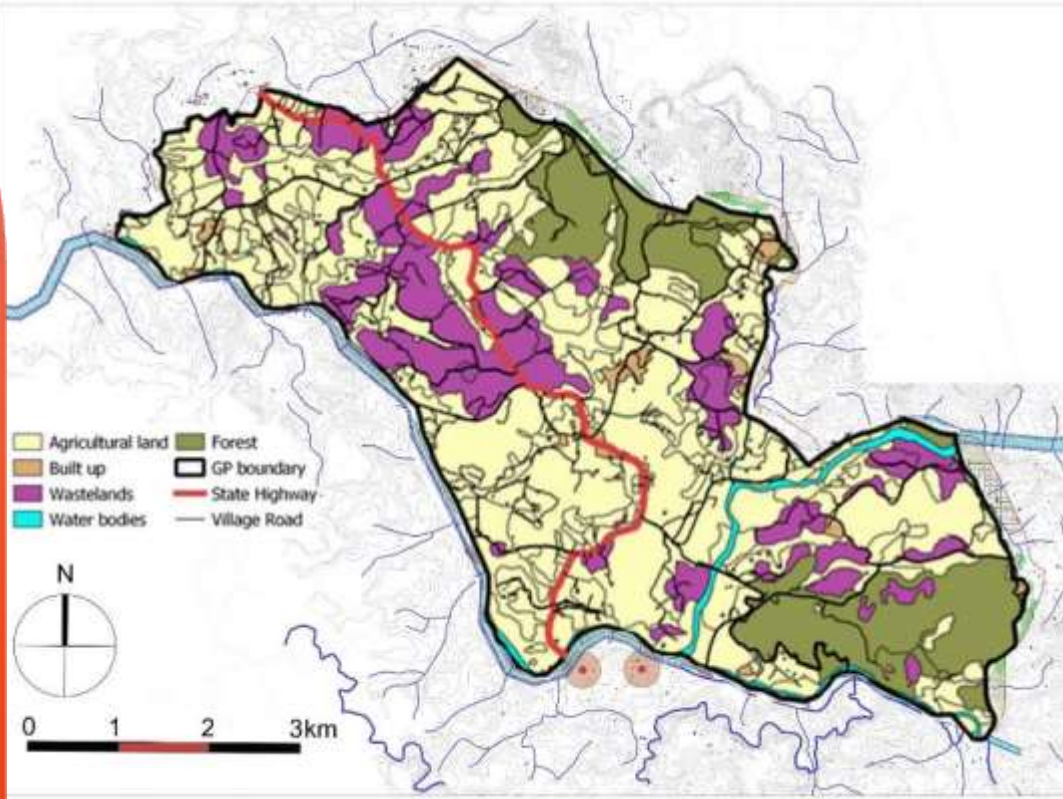 Agricultural land
Forest
Built up
GP boundary
Wastelands
State Highway
Water bodies
Village Road
N
0 1 2 3km